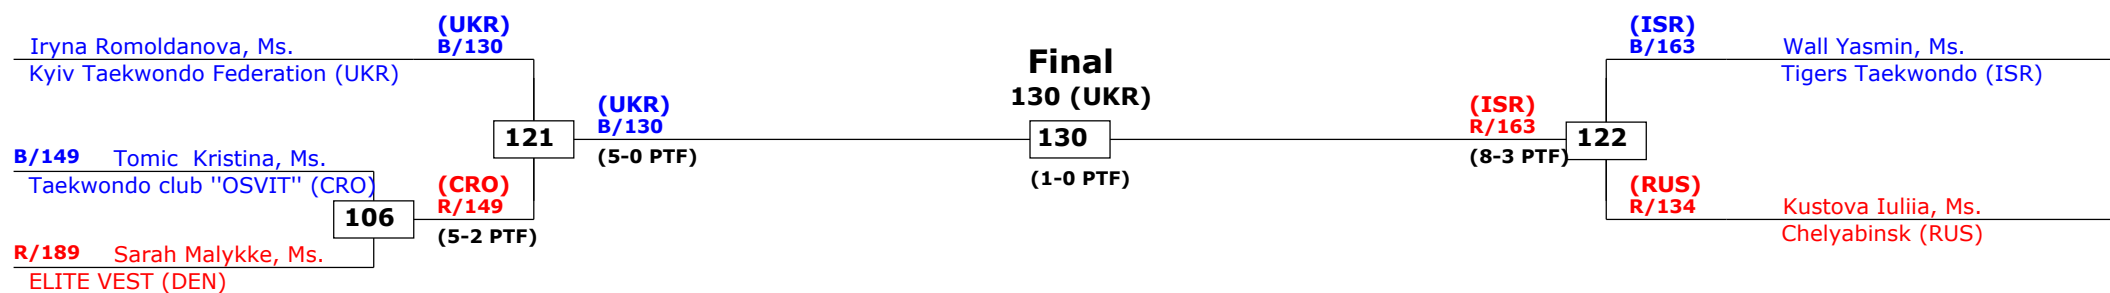 (UKR)
B/130
Iryna Romoldanova, Ms.
Kyiv Taekwondo Federation (UKR)
121
(UKR)
B/130
(5-0 PTF)
B/149 Tomic  Kristina, Ms.
Taekwondo club "OSVIT" (CRO)
106
(CRO)
R/149
(5-2 PTF)
R/189 Sarah Malykke, Ms.
ELITE VEST (DEN)
Final
130 (UKR)
130
(1-0 PTF)
(ISR)
R/163
(8-3 PTF)
122
(ISR)
B/163
Wall Yasmin, Ms.
Tigers Taekwondo (ISR)
(RUS)
R/134
Kustova Iuliia, Ms.
Chelyabinsk (RUS)